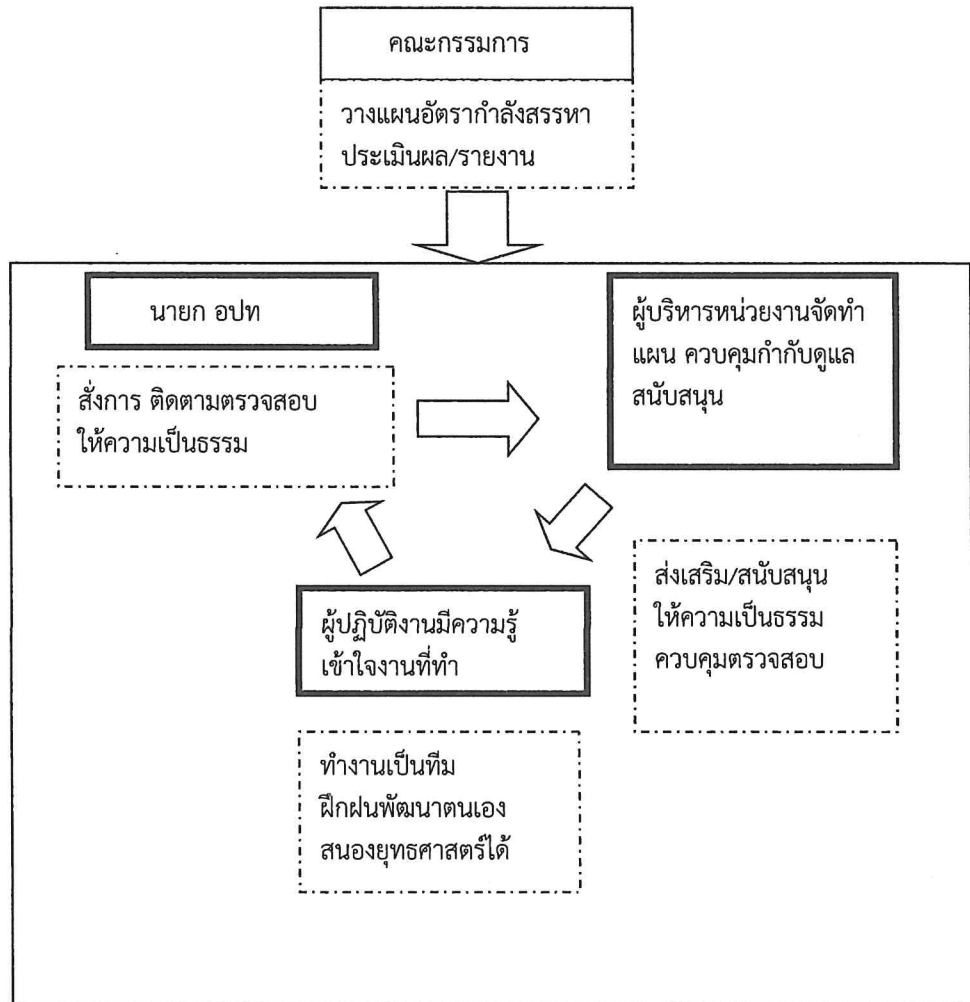 คณะกรรมการ
วางแผนอัตรากำลังสรรหา
ประเมินผล/รายงาน
นายก อปท
สั่งการ ติดตามตรวจสอบ
ให้ความเป็นธรรม
ผู้บริหารหน่วยงานจัดทำ
แผน ควบคุมกำกับดูแล
สนับสนุน
ส่งเสริม/สนับสนุน
ให้ความเป็นธรรม
ควบคุมตรวจสอบ
ผู้ปฏิบัติงานมีความรู้
เข้าใจงานที่ทำ
ทำงานเป็นทีม
ฝึกฝนพัฒนาตนเอง
สนองยุทธศาสตร์ได้